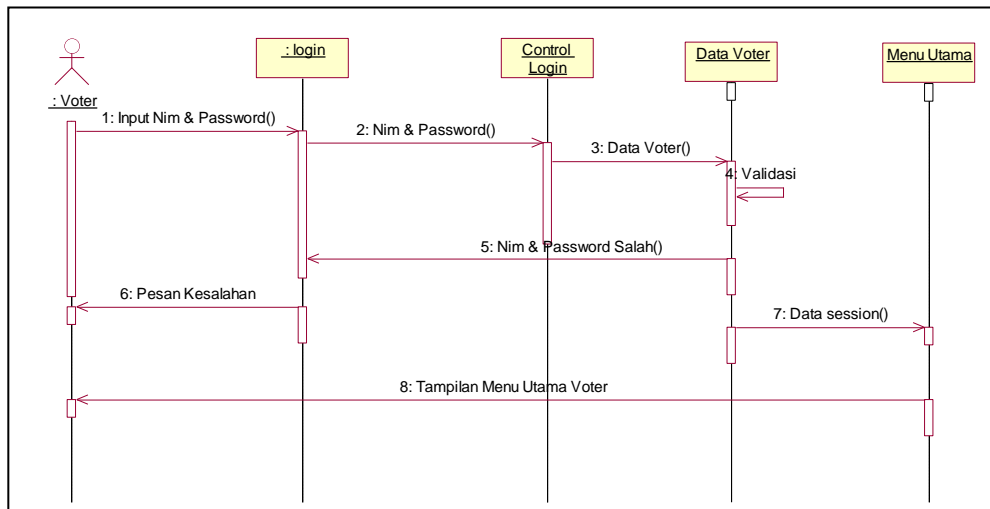 : login
Control
Login
Data Voter
Menu Utama
: Voter
1: Input Nim & Password()
2: Nim & Password()
3: Data Voter()
4: Validasi
5: Nim & Password Salah()
6: Pesan Kesalahan
7: Data session()
8: Tampilan Menu Utama Voter